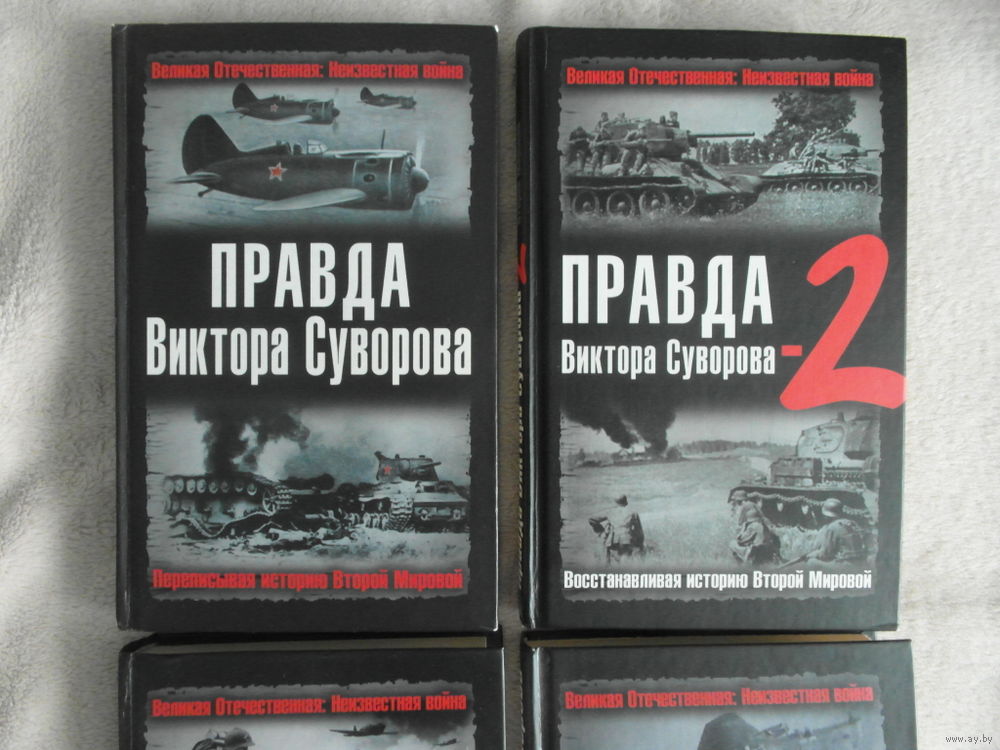 Великая Отечественная: Неизвестная война
ПРАВДА
Виктора Суворова
Переписывая историю Второй Мировой
Великая Отечественная: Неизвестная война
ПРАВДА
Виктора Суворова -2
Восстанавливая историю Второй Мировой
Великая Отечественная: Неизвестная война
Великая Отечественная: Неизвестная война
www.ay.by